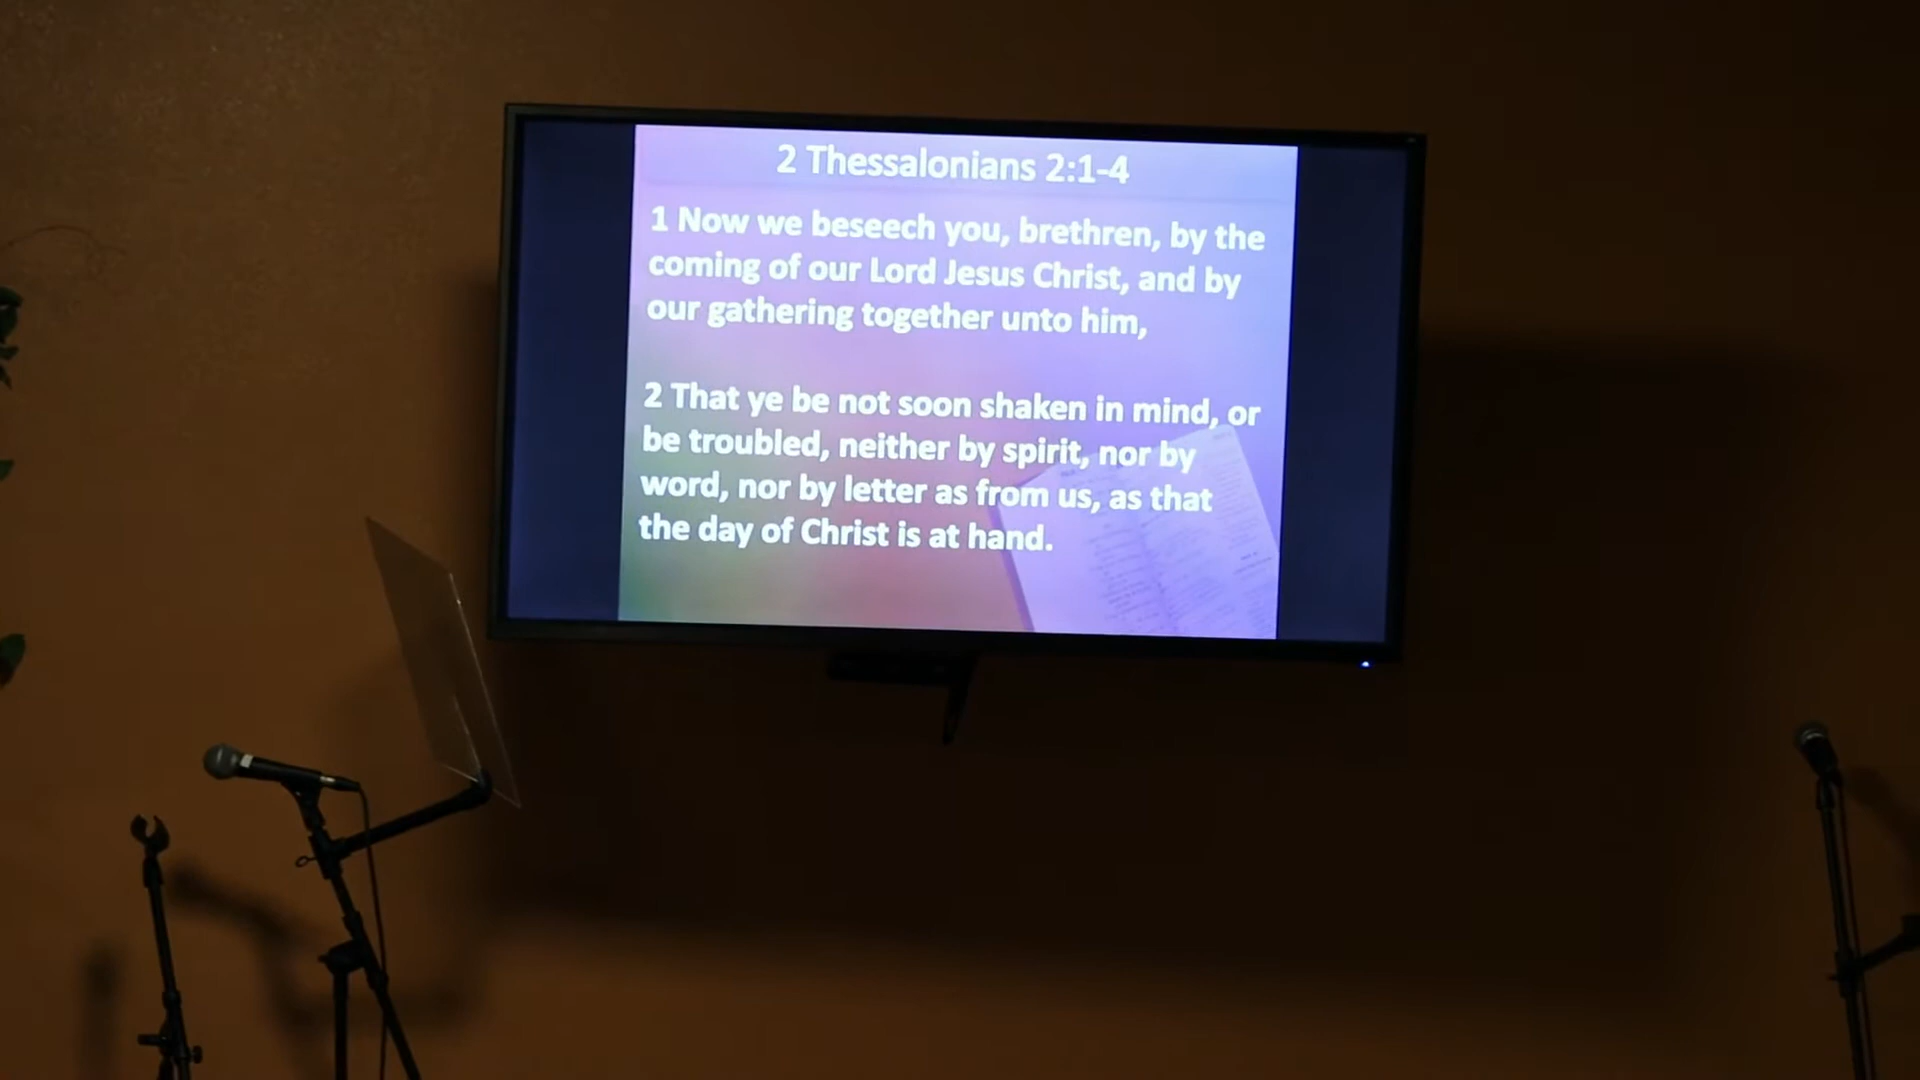 2 Thessalonians 2:1-4
1 Now we beseech you, brethren, by the
coming of our Lord Jesus Christ, and by
our gathering together unto him,
2 That ye be not soon shaken in mind, or
be troubled, neither by spirit, nor by
word, nor by letter as from us, as that
the day of Christ is at hand.